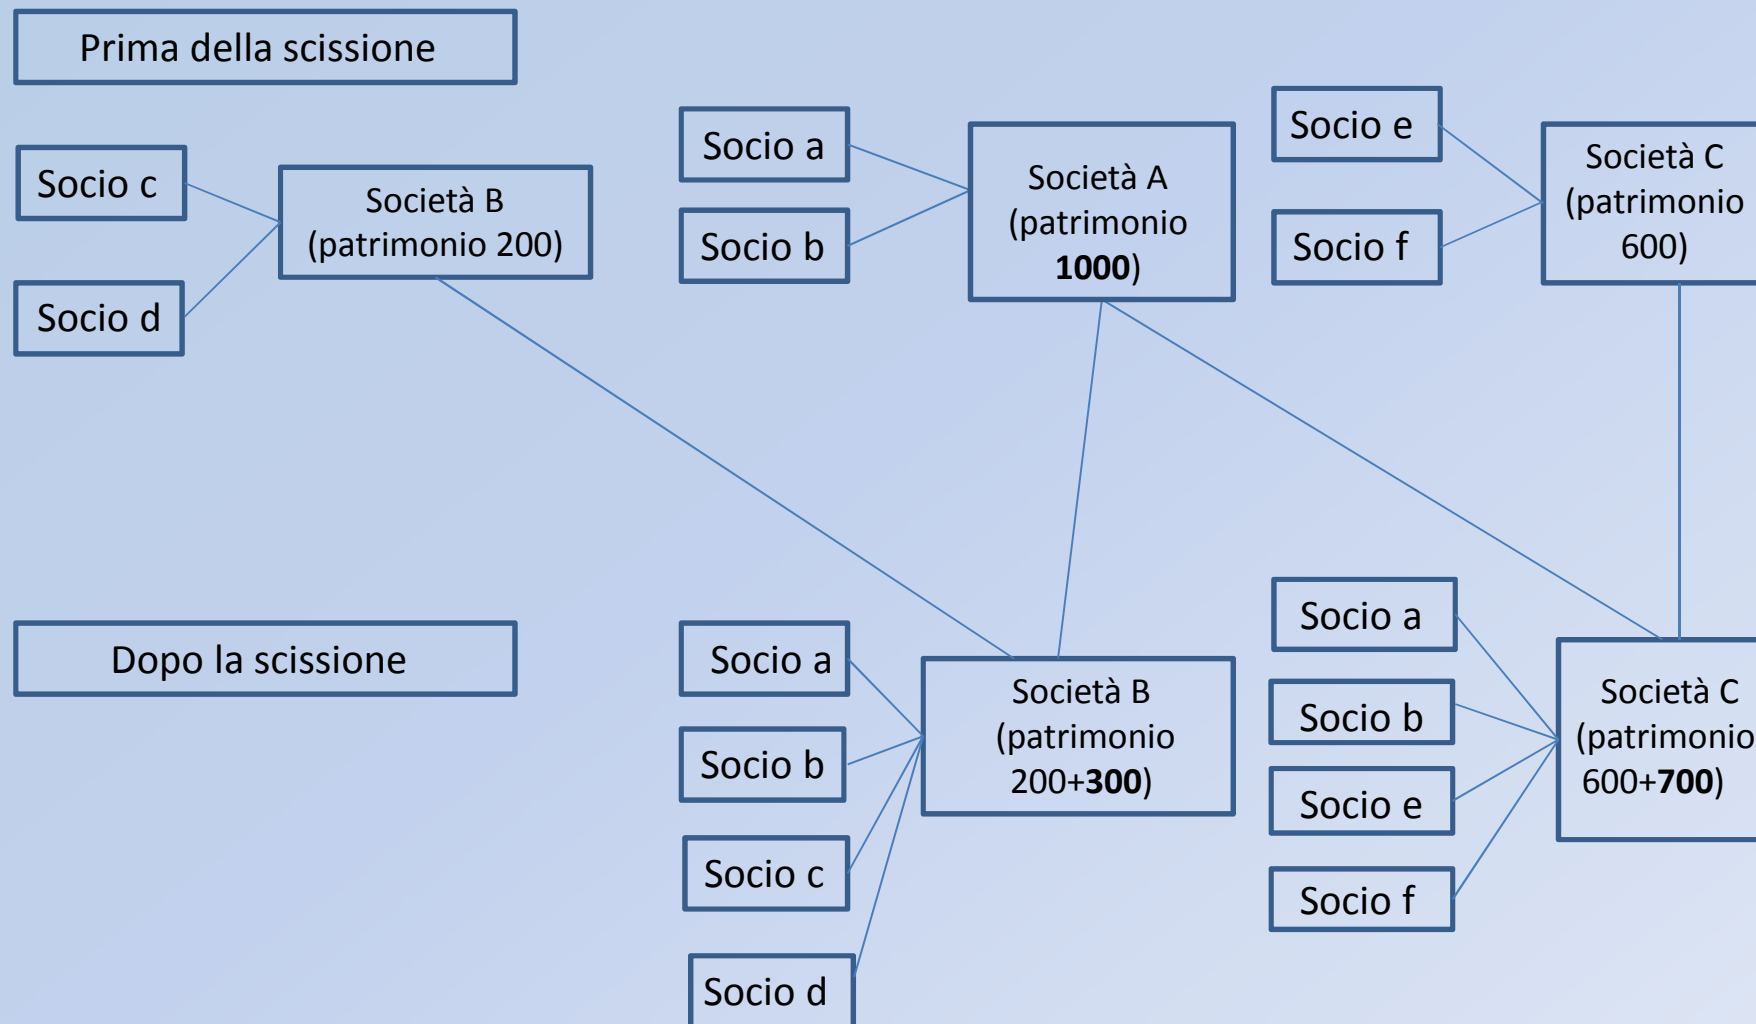 Prima della scissione
Socio c
Socio d
Società B
(patrimonio 200)
Socio a
Socio b
Società A
(patrimonio
1000)
Socio e
Socio f
Società C
(patrimonio
600)
Dopo la scissione
Socio a
Socio b
Socio c
Socio d
Società B
(patrimonio
200+300)
Socio a
Socio b
Socio e
Socio f
Società C
(patrimonio
600+700)